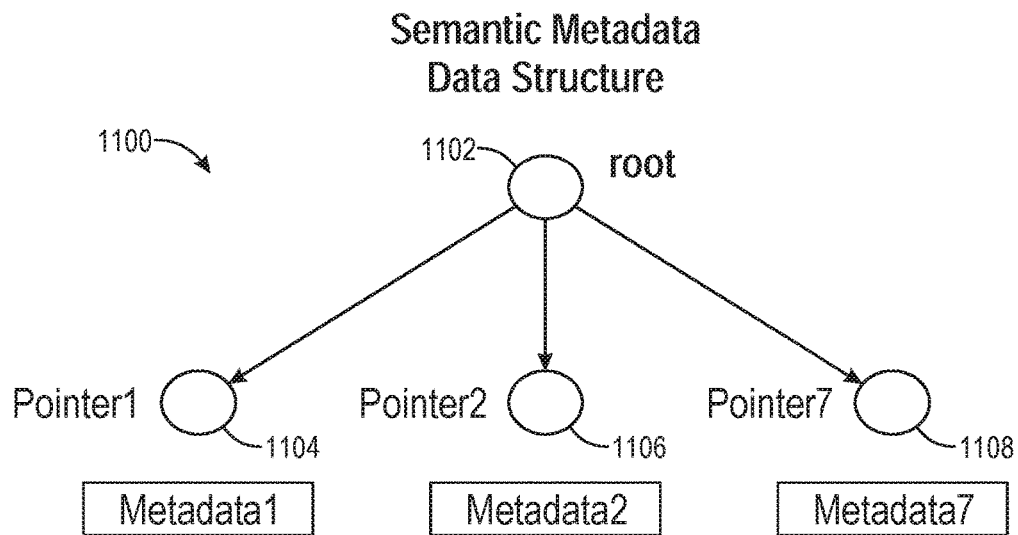 Semantic Metadata
Data Structure
1100
1102
root
Pointer1
1104
Pointer2
1106
Pointer7
1108
Metadata1
Metadata2
Metadata7